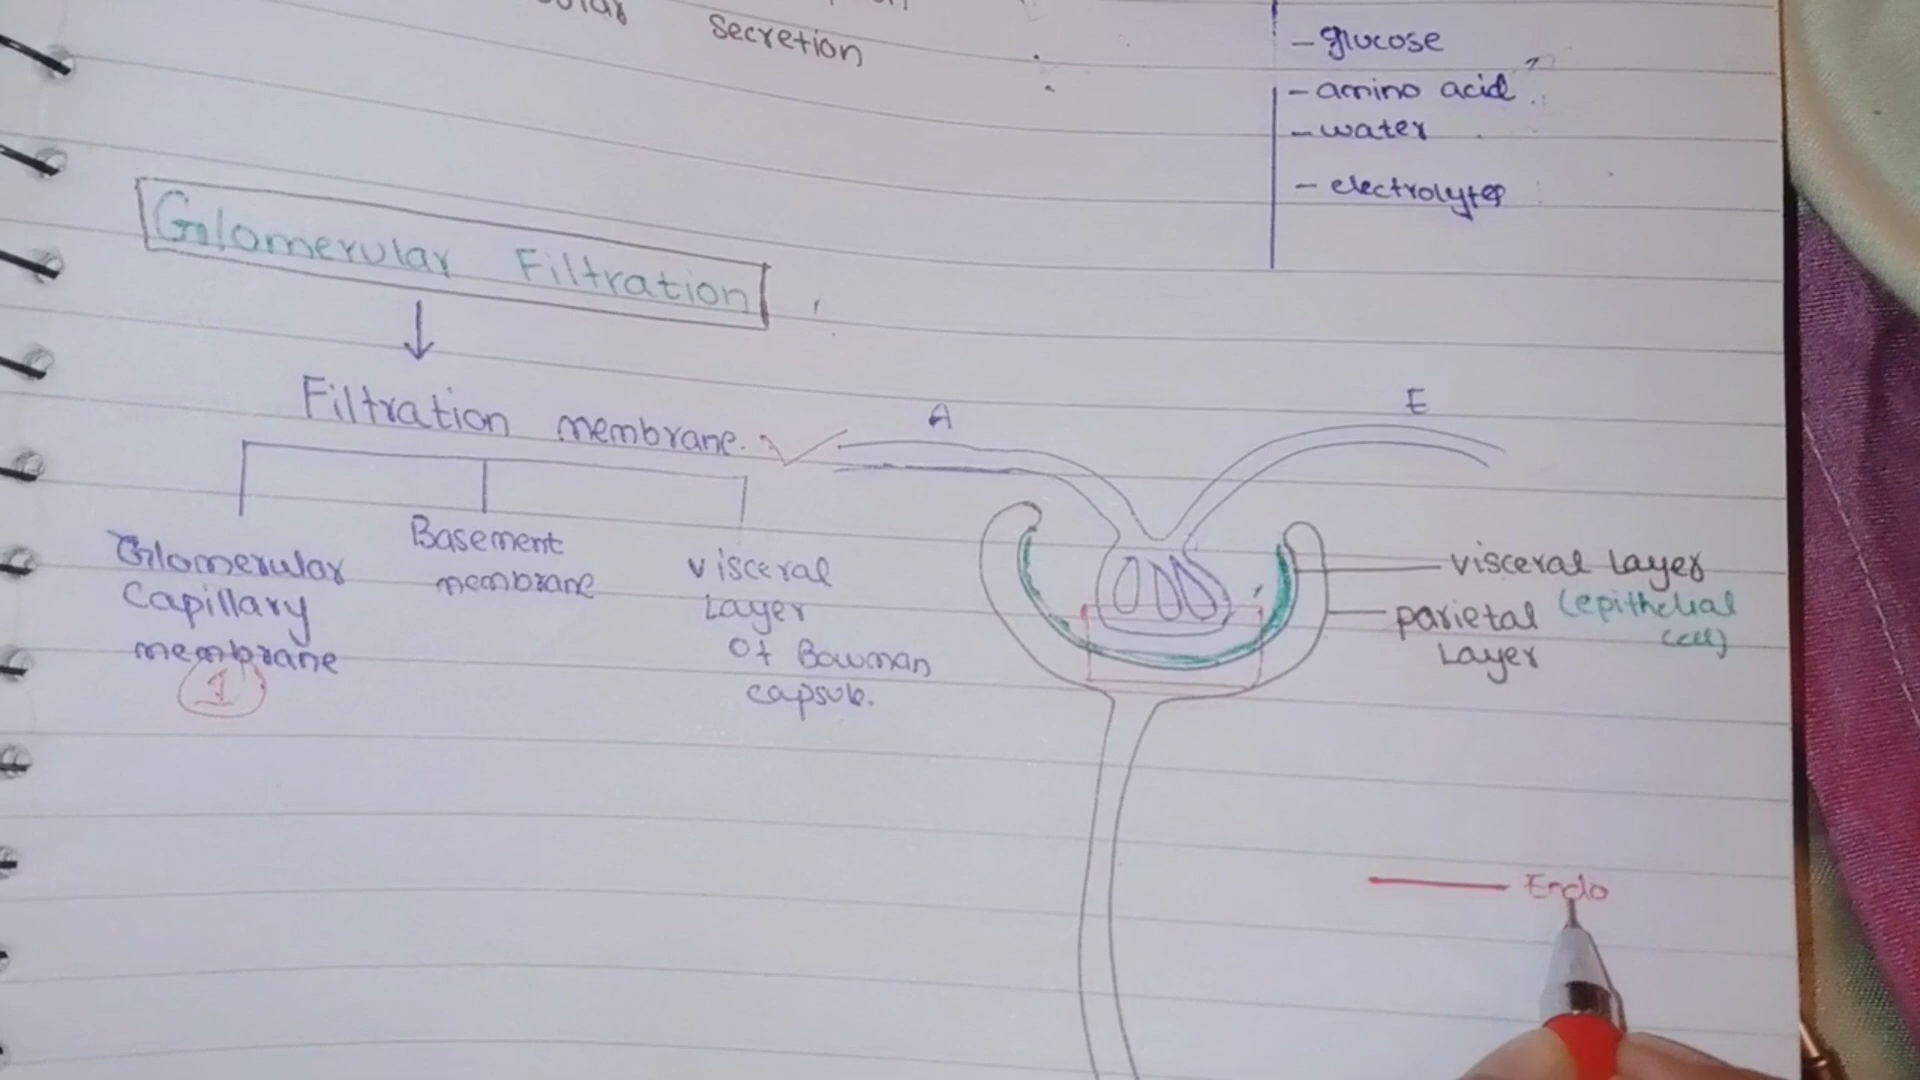 Secretion
- glucose
- amino acid
- water
- electrolytes
Glomerular Filtration
Filtration membrane.
A
E
Glomerular
Capillary
membrane
1
Basement
membrane
visceral
Layer
Of Bowman
capsub.
visceral Layer
(epithelial
cell)
parietal
Layer
Endo